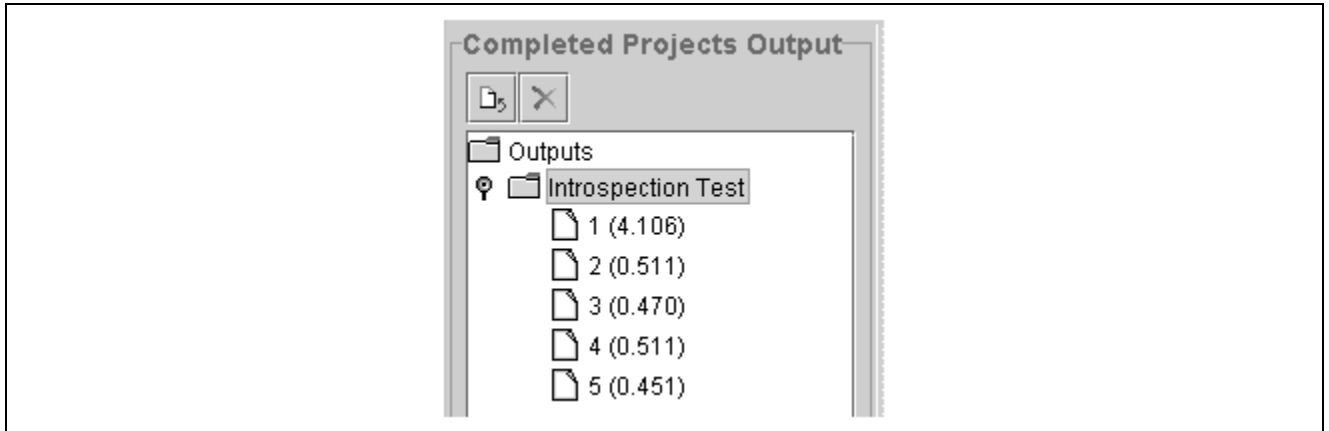 Completed Projects Output
5
Outputs
Introspection Test
1 (4.106)
2 (0.511)
3 (0.470)
4 (0.511)
5 (0.451)